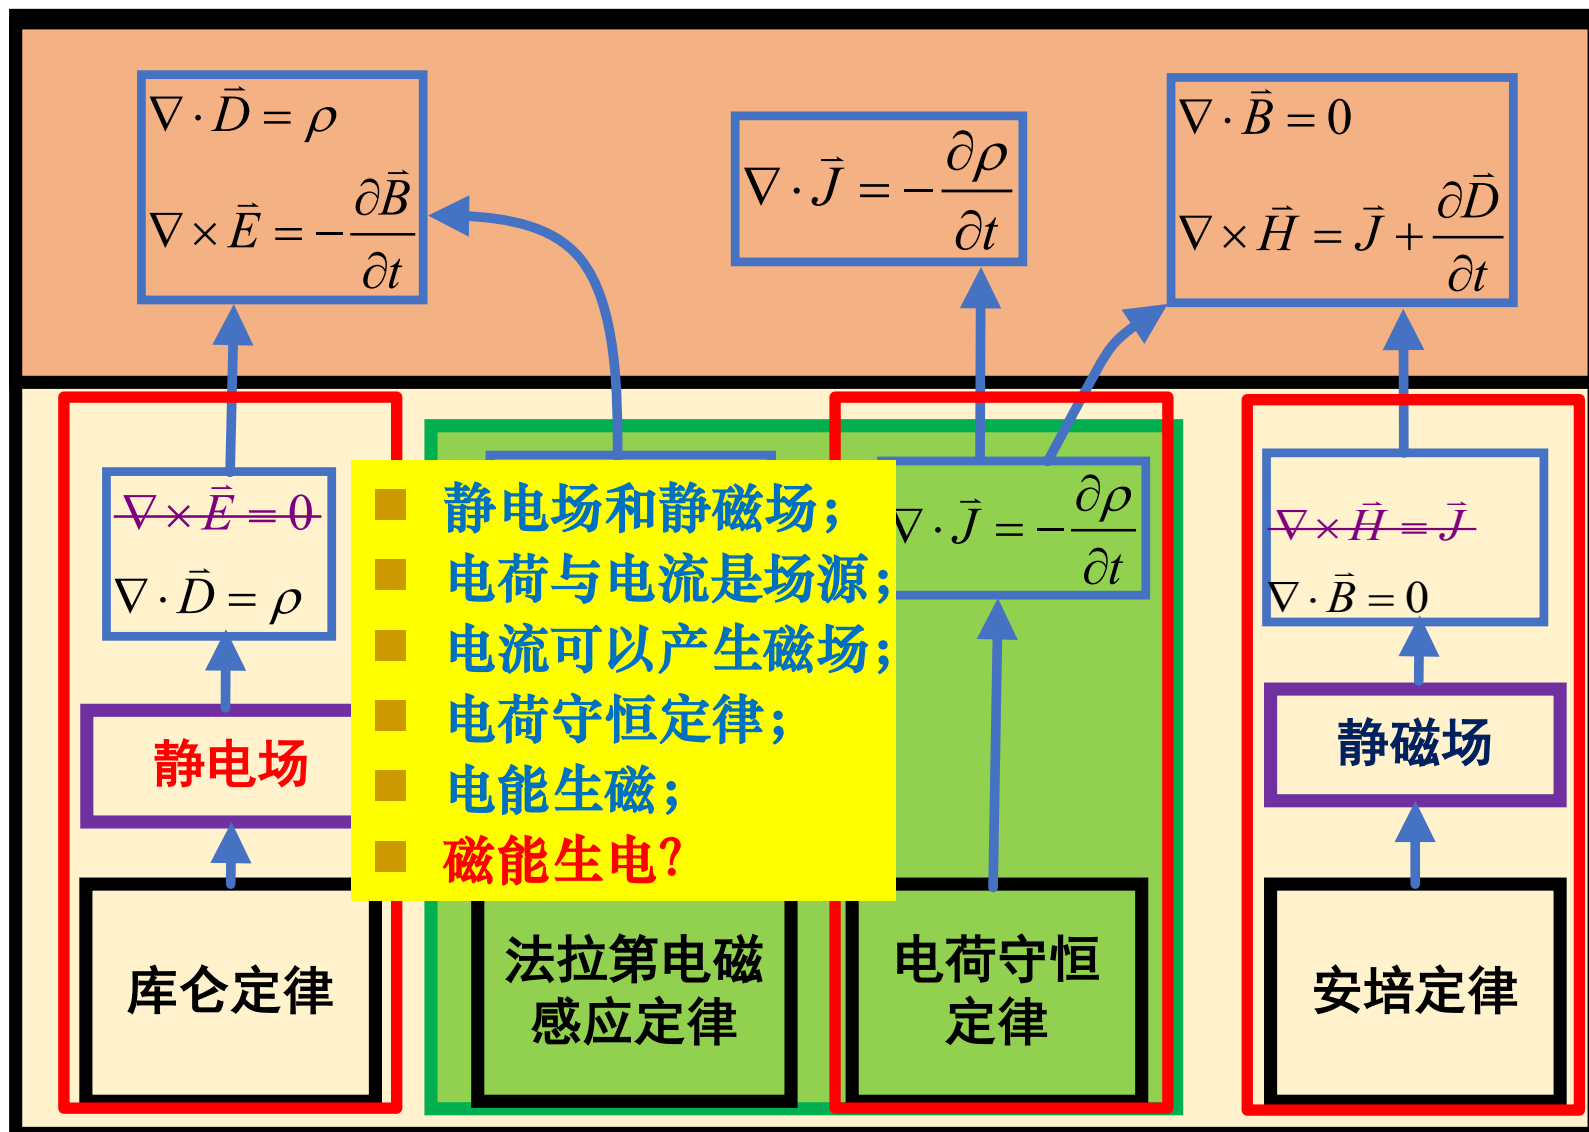 ∇·D⃗ = ρ
∇×E⃗ = −∂B⃗/∂t
∇·J⃗ = −∂ρ/∂t
∇·B⃗ = 0
∇×H⃗ = J⃗ + ∂D⃗/∂t
∇×E⃗ = 0
∇·D⃗ = ρ
静电场和静磁场；
电荷与电流是场源；
电流可以产生磁场；
电荷守恒定律；
电能生磁；
磁能生电？
∇·J⃗ = −∂ρ/∂t
∇×H⃗ = J⃗
∇·B⃗ = 0
静电场
静磁场
库仑定律
法拉第电磁
感应定律
电荷守恒
定律
安培定律